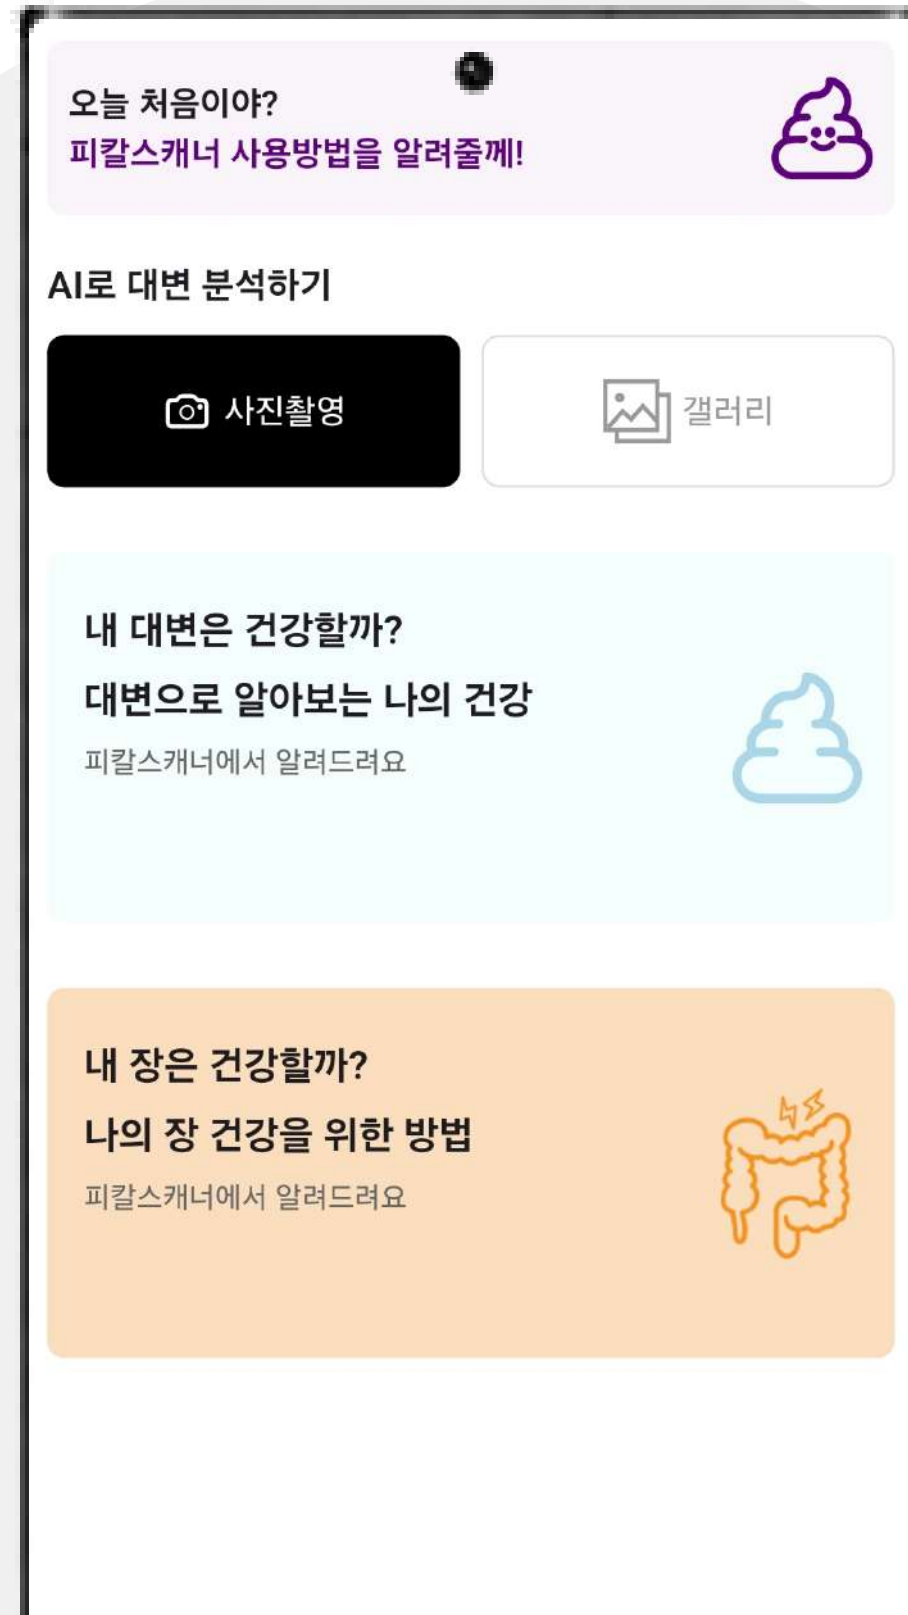 오늘 처음이야?
피칼스캐너 사용방법을 알려줄께!
AI로 대변 분석하기
사진촬영
갤러리
내 대변은 건강할까?
대변으로 알아보는 나의 건강
피칼스캐너에서 알려드려요
내 장은 건강할까?
나의 장 건강을 위한 방법
피칼스캐너에서 알려드려요